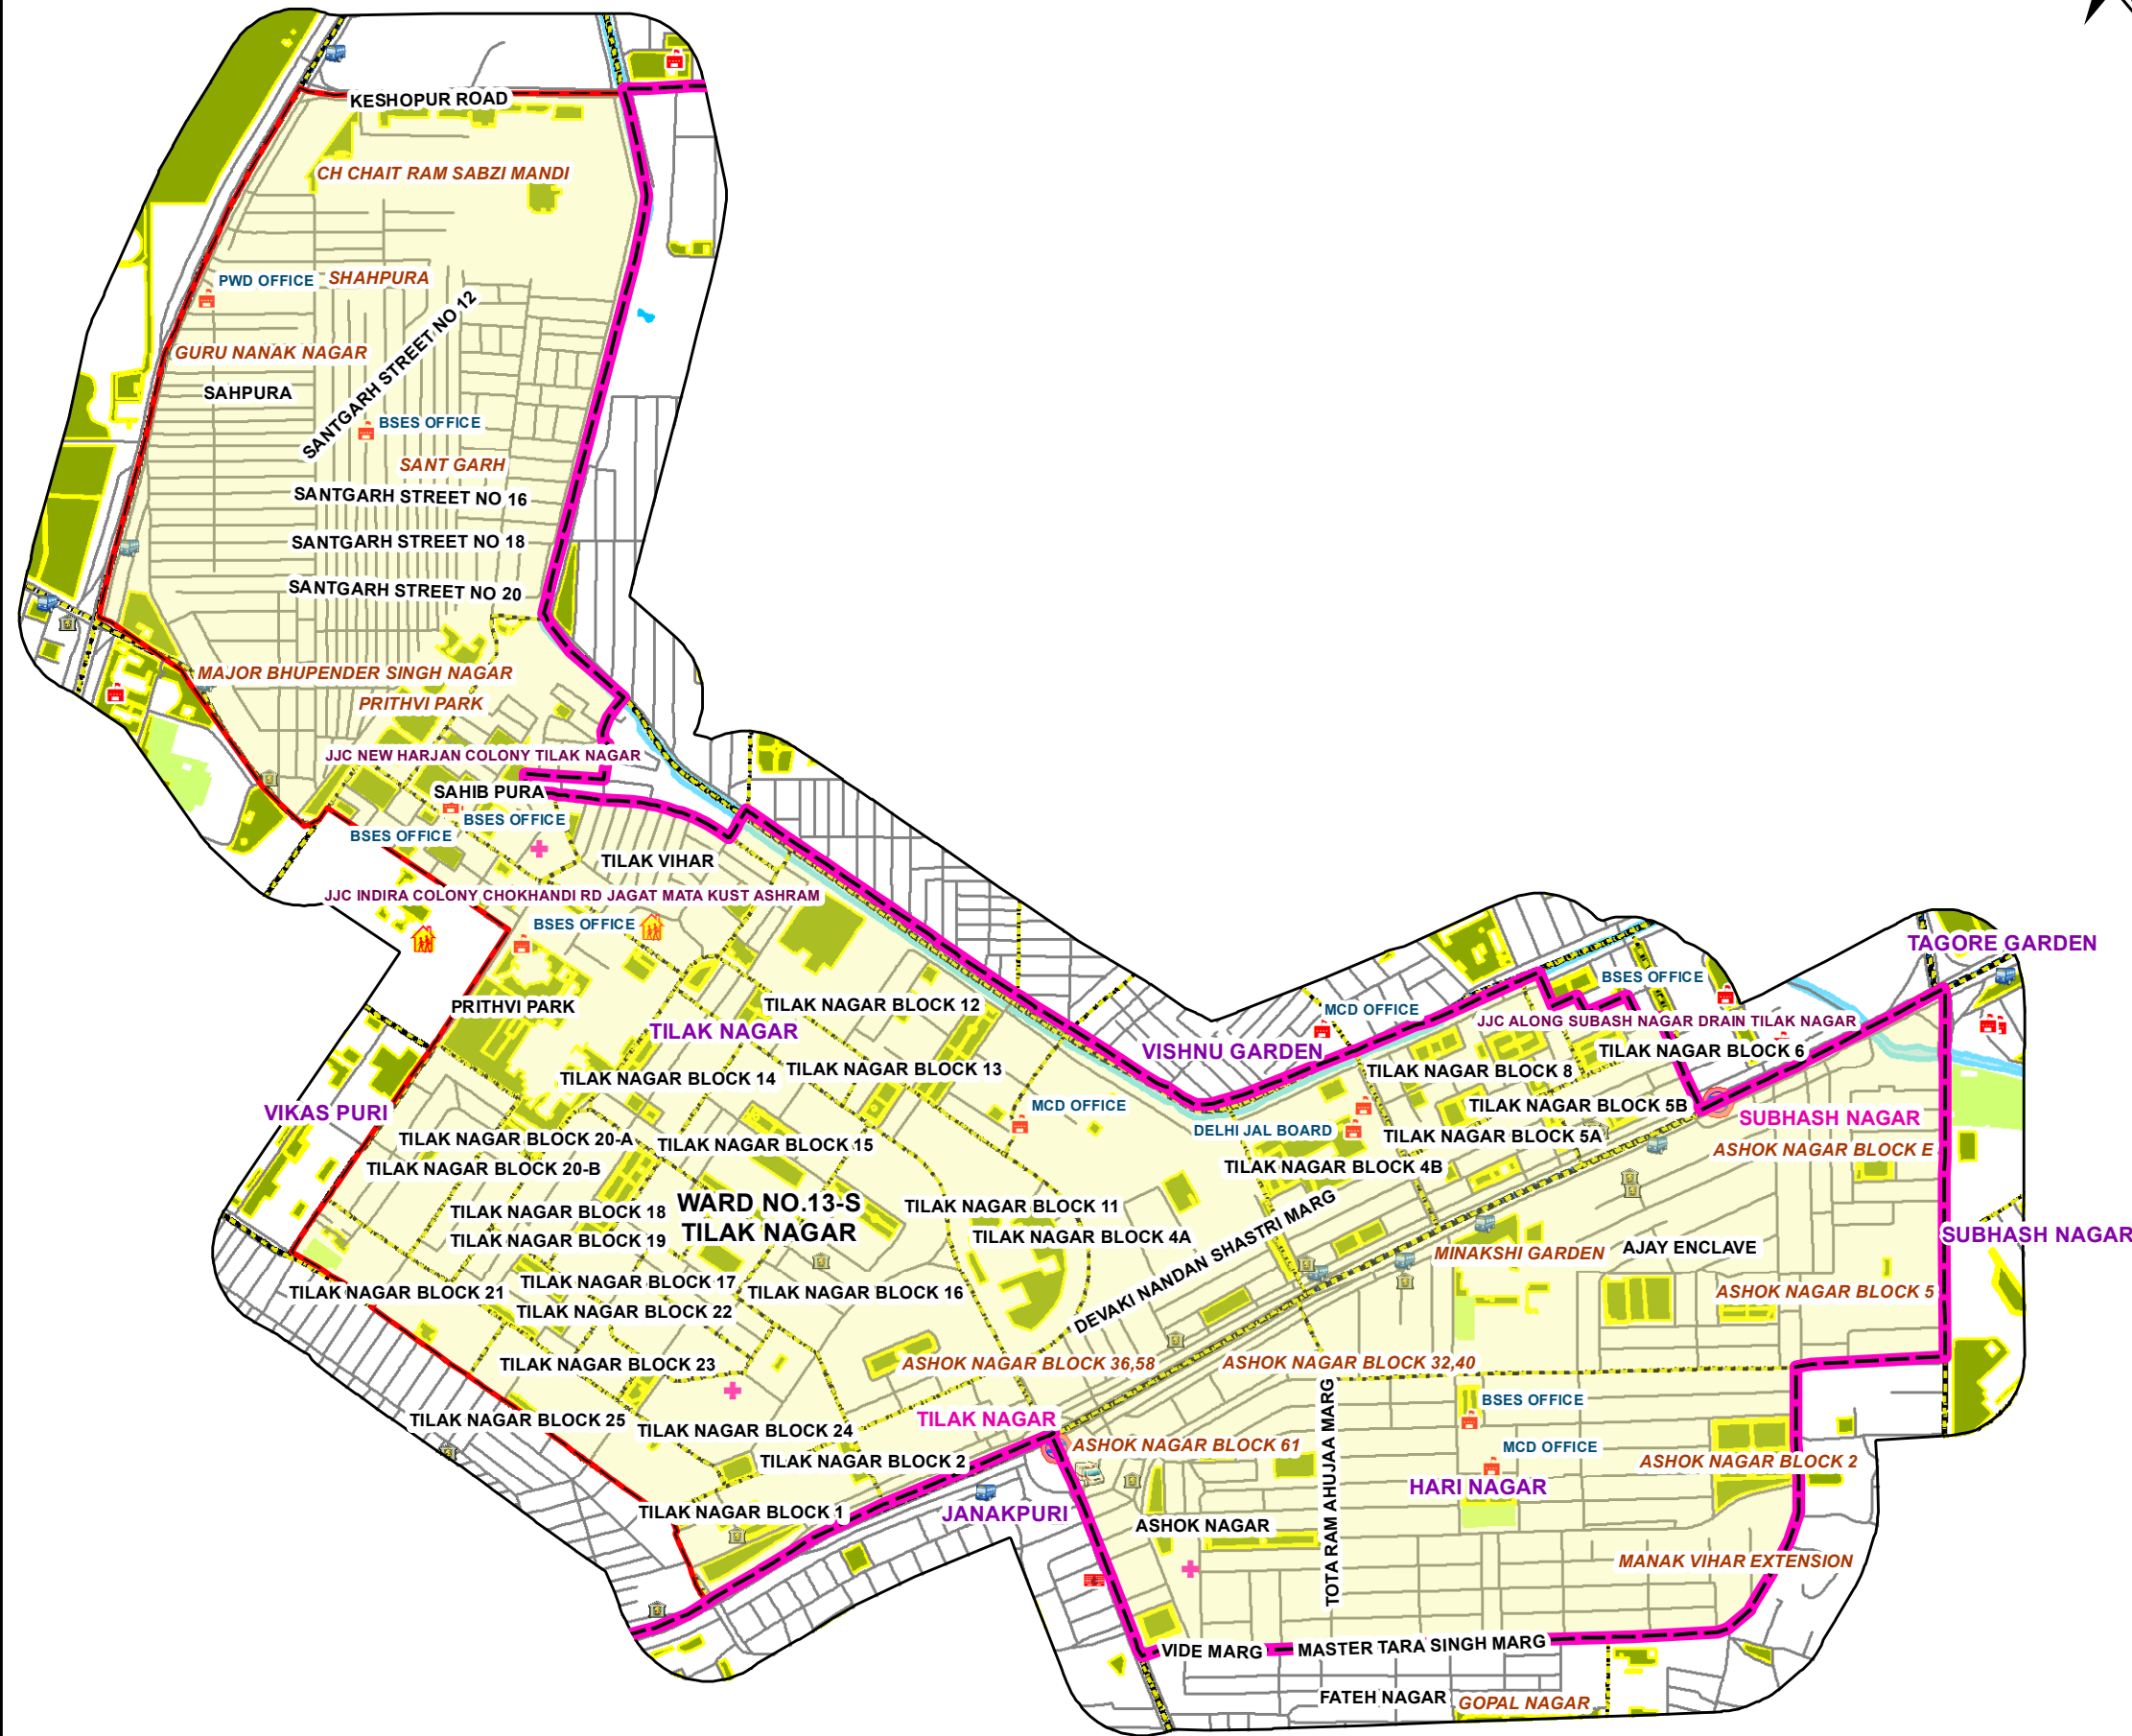 KESHOPUR ROAD
CH CHAIT RAM SABZI MANDI
PWD OFFICE
SHAHPURA
SANTGARH STREET NO 12
GURU NANAK NAGAR
SAHPURA
BSES OFFICE
SANT GARH
SANTGARH STREET NO 16
SANTGARH STREET NO 18
SANTGARH STREET NO 20
MAJOR BHUPENDER SINGH NAGAR
PRITHVI PARK
JJC NEW HARJAN COLONY TILAK NAGAR
SAHIB PURA
BSES OFFICE
BSES OFFICE
TILAK VIHAR
JJC INDIRA COLONY CHOKHANDI RD JAGAT MATA KUST ASHRAM
BSES OFFICE
TAGORE GARDEN
BSES OFFICE
PRITHVI PARK
TILAK NAGAR BLOCK 12
MCD OFFICE
JJC ALONG SUBASH NAGAR DRAIN TILAK NAGAR
TILAK NAGAR
VISHNU GARDEN
TILAK NAGAR BLOCK 6
TILAK NAGAR BLOCK 14
TILAK NAGAR BLOCK 13
TILAK NAGAR BLOCK 8
VIKAS PURI
MCD OFFICE
TILAK NAGAR BLOCK 5B
SUBHASH NAGAR
DELHI JAL BOARD
TILAK NAGAR BLOCK 5A
TILAK NAGAR BLOCK 20-A
TILAK NAGAR BLOCK 15
ASHOK NAGAR BLOCK E
TILAK NAGAR BLOCK 20-B
TILAK NAGAR BLOCK 4B
WARD NO.13-S
TILAK NAGAR
TILAK NAGAR BLOCK 18
TILAK NAGAR BLOCK 11
TILAK NAGAR BLOCK 19
TILAK NAGAR BLOCK 4A
DEVAKI NANDAN SHASTRI MARG
MINAKSHI GARDEN
AJAY ENCLAVE
SUBHASH NAGAR
TILAK NAGAR BLOCK 21
TILAK NAGAR BLOCK 17
TILAK NAGAR BLOCK 16
ASHOK NAGAR BLOCK 5
TILAK NAGAR BLOCK 22
TILAK NAGAR BLOCK 23
ASHOK NAGAR BLOCK 36,58
ASHOK NAGAR BLOCK 32,40
TILAK NAGAR BLOCK 25
TILAK NAGAR BLOCK 24
TILAK NAGAR
BSES OFFICE
ASHOK NAGAR BLOCK 61
MCD OFFICE
TILAK NAGAR BLOCK 2
ASHOK NAGAR BLOCK 2
TOTA RAM AHUJAA MARG
HARI NAGAR
TILAK NAGAR BLOCK 1
JANAKPURI
ASHOK NAGAR
MANAK VIHAR EXTENSION
VIDE MARG
MASTER TARA SINGH MARG
FATEH NAGAR
GOPAL NAGAR